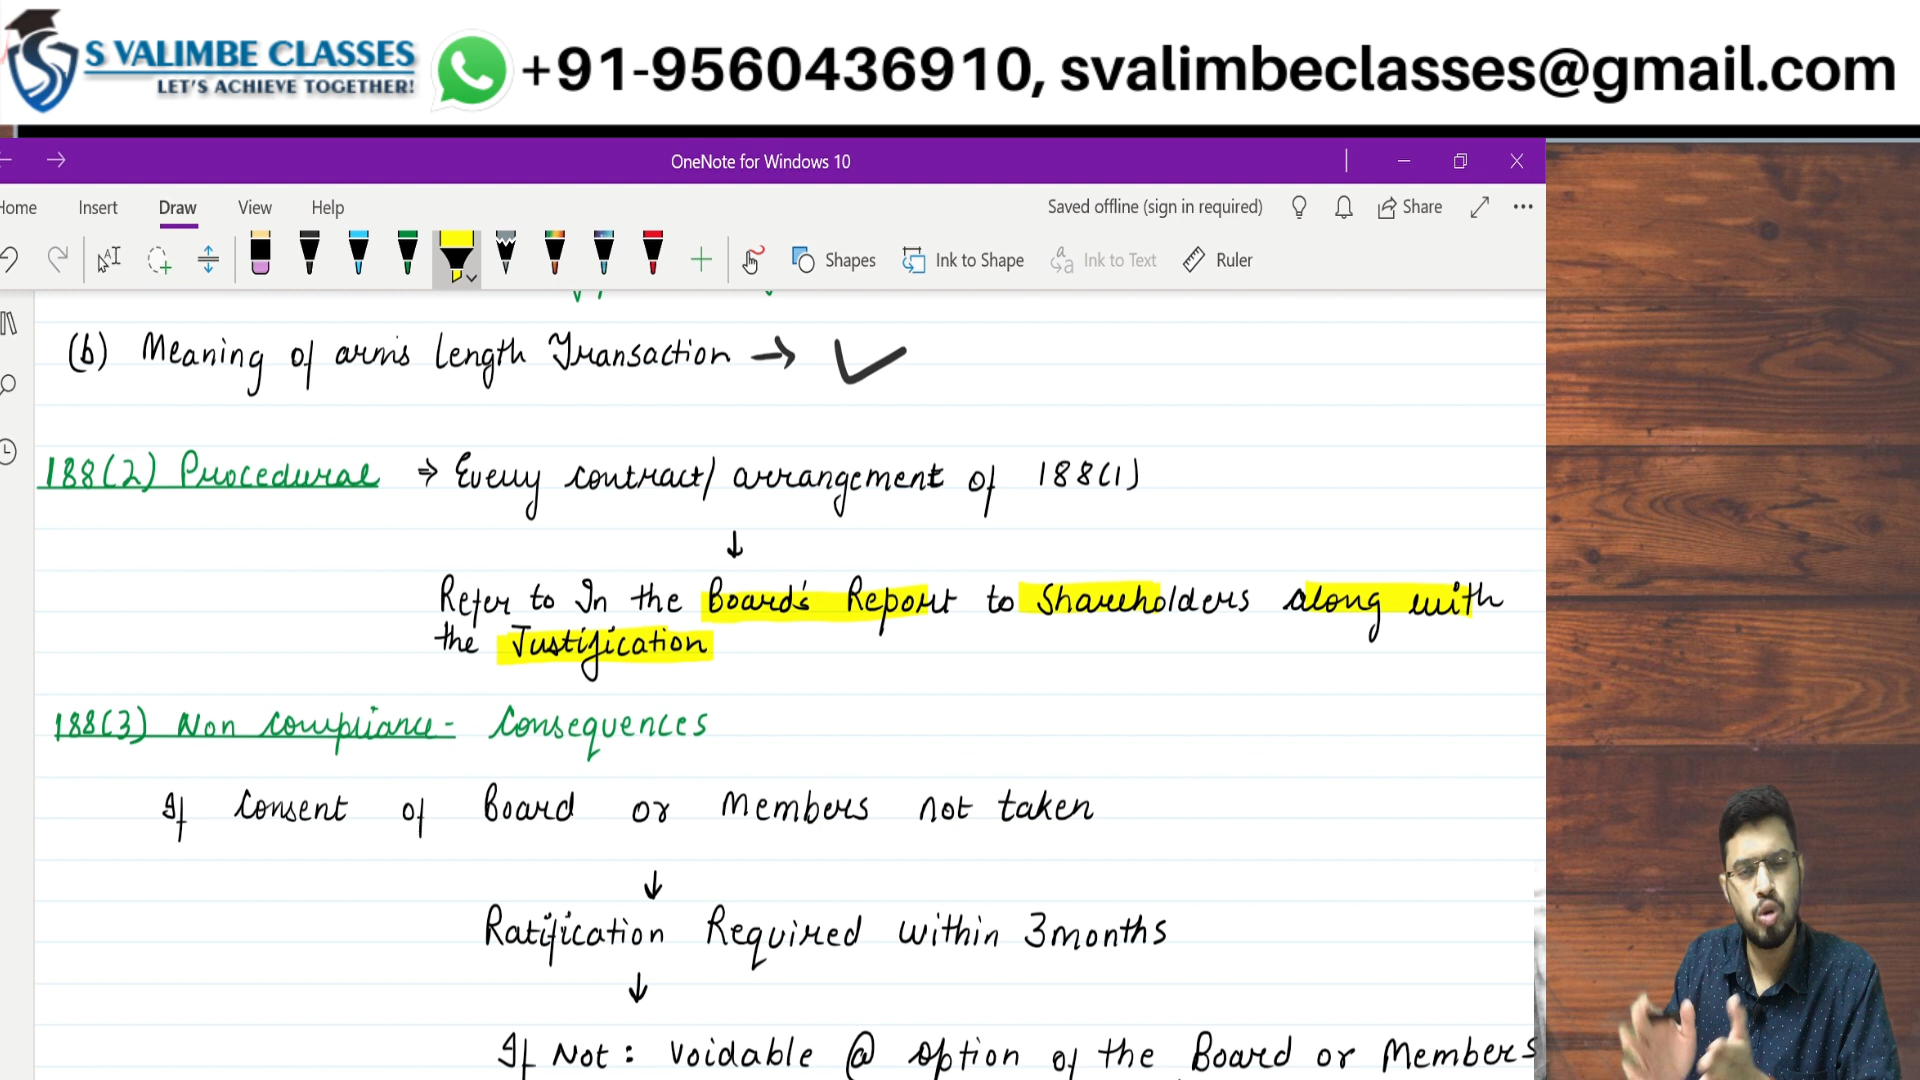 S VALIMBE CLASSES
LET'S ACHIEVE TOGETHER!
+91-9560436910, svalimbeclasses@gmail.com
OneNote for Windows 10
Home Insert Draw View Help
Saved offline (sign in required) Share
Shapes Ink to Shape Ink to Text Ruler
(b) Meaning of arm's length Transaction →
188(2) Procedural ⇒ Every contract/arrangement of 188(1)
↓
Refer to In the Board's Report to Shareholders along with
the Justification
188(3) Non compliance - Consequences
If Consent of Board or Members not taken
↓
Ratification Required within 3 months
↓
If Not : Voidable @ option of the Board or Members